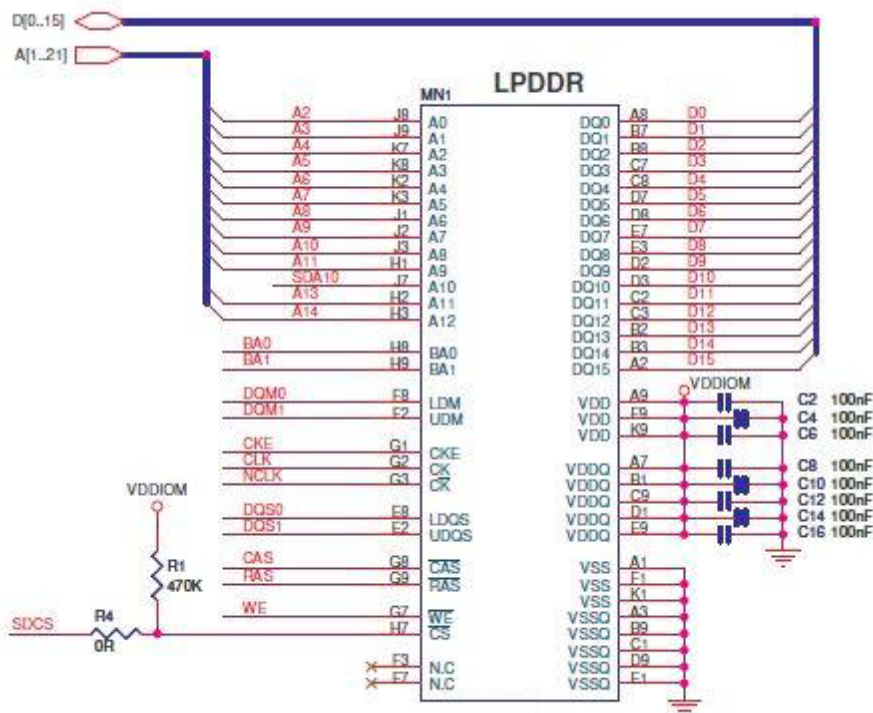 D[0..15]
A[1..21]
LPDDR
MN1
A2 J8 A0 DQ0 A8 D0
A3 J9 A1 DQ1 B7 D1
A4 K7 A2 DQ2 B8 D2
A5 K8 A3 DQ3 C7 D3
A6 K2 A4 DQ4 C8 D4
A7 K3 A5 DQ5 D7 D5
A8 J1 A6 DQ6 D8 D6
A9 J2 A7 DQ7 E7 D7
A10 J3 A8 DQ8 E3 D8
A11 H1 A9 DQ9 D2 D9
SDA10 J7 A10 DQ10 D3 D10
A13 H2 A11 DQ11 C2 D11
A14 H3 A12 DQ12 C3 D12
DQ13 B2 D13
BA0 H8 BA0 DQ14 B3 D14
BA1 H9 BA1 DQ15 A2 D15
VDDIOM
DQM0 F8 LDM VDD A9 C2 100nF
DQM1 F2 UDM VDD F9 C4 100nF
VDD K9 C6 100nF
CKE G1 CKE
CLK G2 CK VDDQ A7 C8 100nF
NCLK G3 CK VDDQ B1 C10 100nF
VDDIOM
VDDQ C9 C12 100nF
DQS0 E8 LDQS VDDQ D1 C14 100nF
DQS1 E2 UDQS VDDQ E9 C16 100nF
R1
470K
CAS G8 CAS VSS A1
RAS G9 RAS VSS F1
VSS K1
WE G7 WE VSSQ A3
R4
0R
SDCS H7 CS VSSQ B9
VSSQ C1
F3 N.C VSSQ D9
F7 N.C VSSQ E1